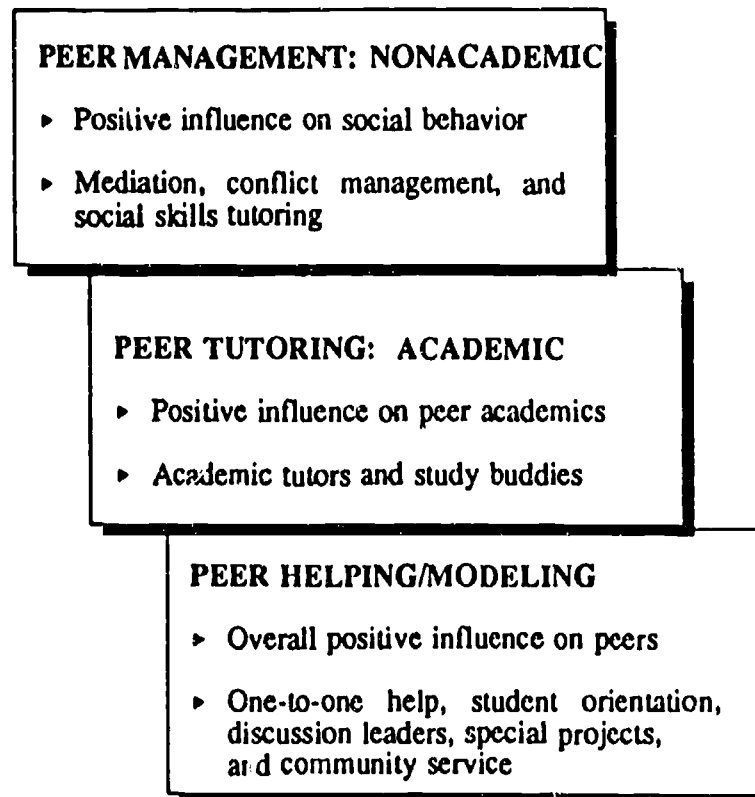 PEER MANAGEMENT: NONACADEMIC
▸ Positive influence on social behavior
▸ Mediation, conflict management, and
social skills tutoring
PEER TUTORING: ACADEMIC
▸ Positive influence on peer academics
▸ Academic tutors and study buddies
PEER HELPING/MODELING
▸ Overall positive influence on peers
▸ One-to-one help, student orientation,
discussion leaders, special projects,
and community service